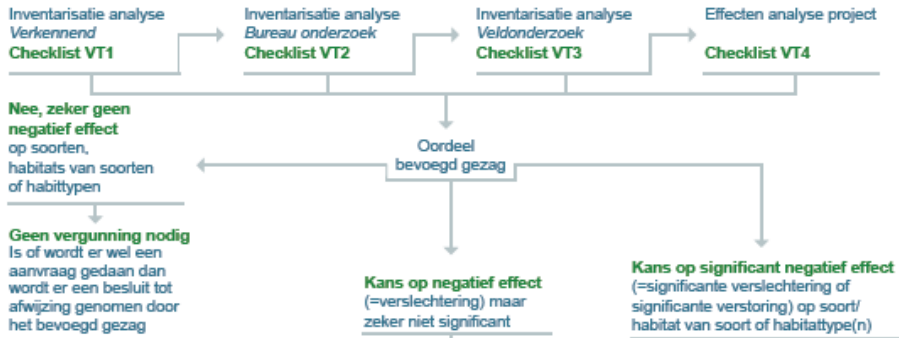 Inventarisatie analyse
Verkennend
Checklist VT1
Inventarisatie analyse
Bureau onderzoek
Checklist VT2
Inventarisatie analyse
Veldonderzoek
Checklist VT3
Effecten analyse project
Checklist VT4
Nee, zeker geen
negatief effect
op soorten,
habitats van soorten
of habittypen
Oordeel
bevoegd gezag
Geen vergunning nodig
Is of wordt er wel een
aanvraag gedaan dan
wordt er een besluit tot
afwijzing genomen door
het bevoegd gezag
Kans op negatief effect
(=verslechtering) maar
zeker niet significant
Kans op significant negatief effect
(=significante verslechtering of
significante verstoring) op soort/
habitat van soort of habitattype(n)